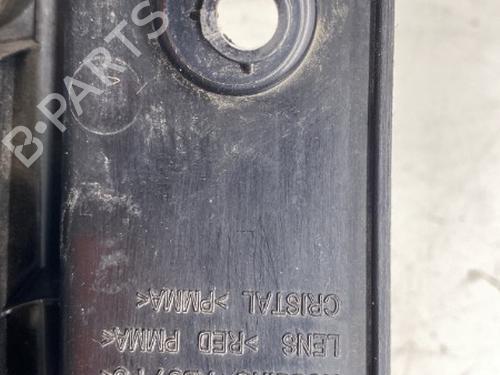 B-PARTS
LENS >RED PMMA<
CRISTAL >PMMA<